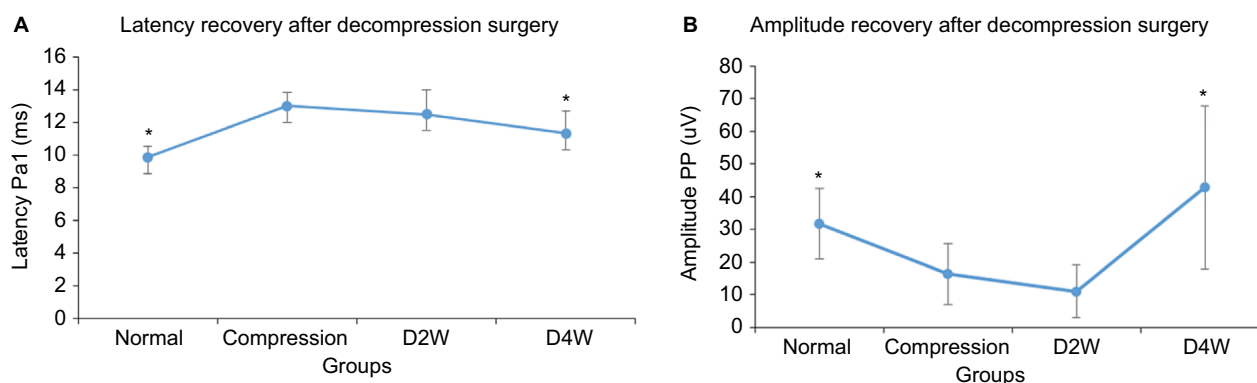 A Latency recovery after decompression surgery
16
14
12
10
8
6
4
2
0
Latency Pa1 (ms)
*
*
Normal Compression D2W D4W
Groups
B Amplitude recovery after decompression surgery
80
70
60
50
40
30
20
10
0
Amplitude PP (uV)
*
*
Normal Compression D2W D4W
Groups